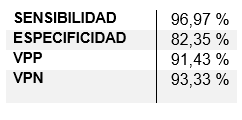 SENSIBILIDAD 96,97 %
ESPECIFICIDAD 82,35 %
VPP 91,43 %
VPN 93,33 %